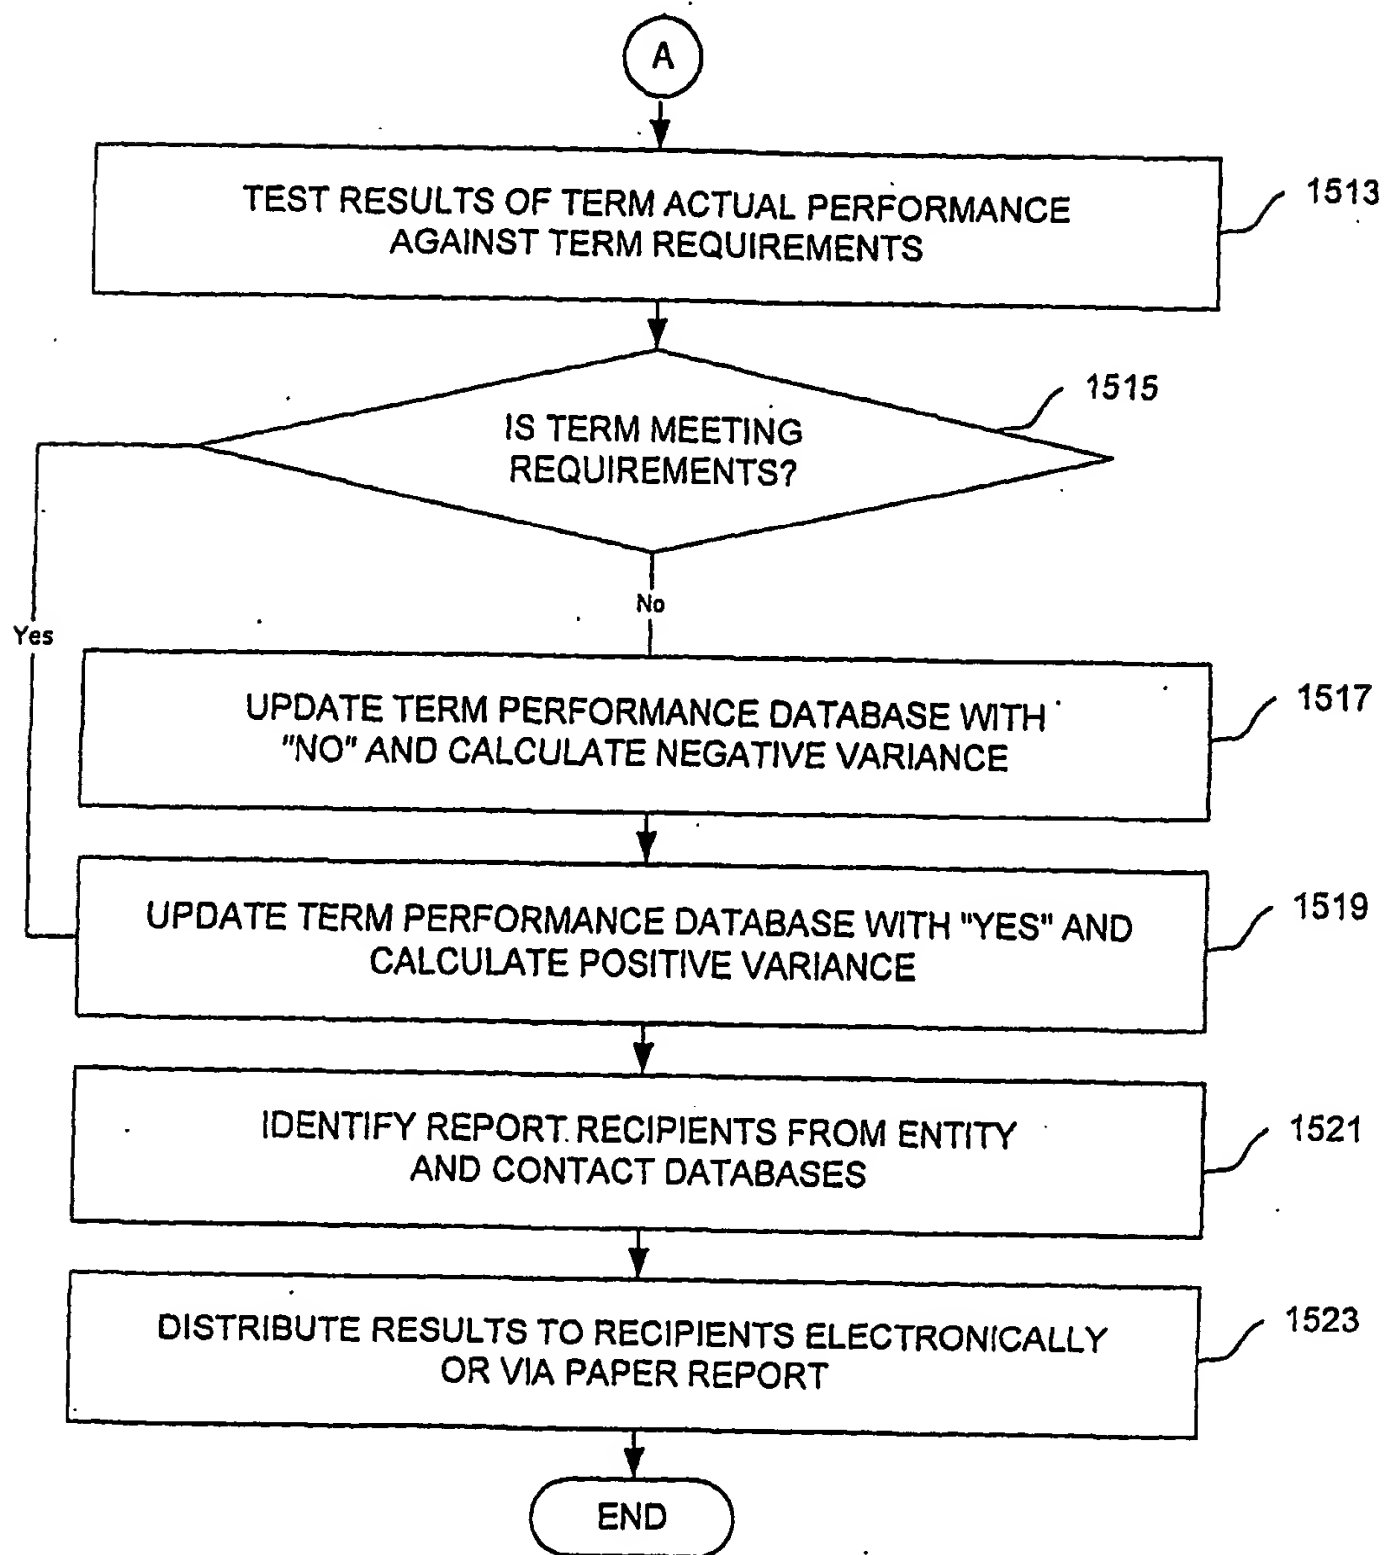 A
TEST RESULTS OF TERM ACTUAL PERFORMANCE
AGAINST TERM REQUIREMENTS
1513
IS TERM MEETING
REQUIREMENTS?
1515
No
Yes
UPDATE TERM PERFORMANCE DATABASE WITH
"NO" AND CALCULATE NEGATIVE VARIANCE
1517
UPDATE TERM PERFORMANCE DATABASE WITH "YES" AND
CALCULATE POSITIVE VARIANCE
1519
IDENTIFY REPORT RECIPIENTS FROM ENTITY
AND CONTACT DATABASES
1521
DISTRIBUTE RESULTS TO RECIPIENTS ELECTRONICALLY
OR VIA PAPER REPORT
1523
END